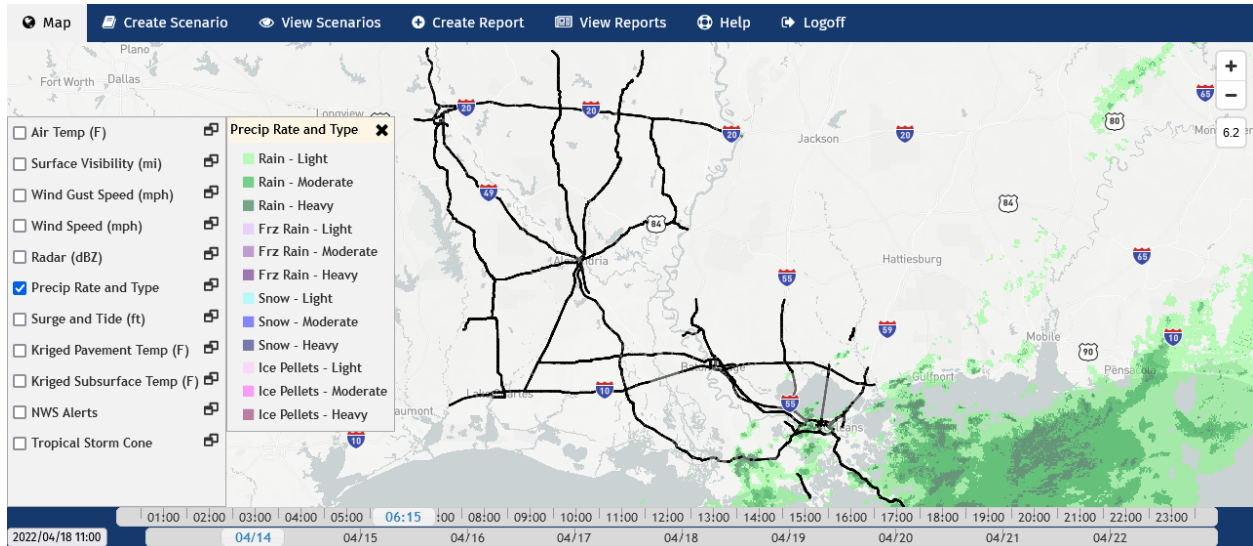 Map Create Scenario View Scenarios Create Report View Reports Help Logoff
Plano
Fort Worth Dallas
Longview
20 20 65
80
20 Jackson 20
6.2
Air Temp (F)
Surface Visibility (mi)
Wind Gust Speed (mph)
Wind Speed (mph)
Radar (dBZ)
Precip Rate and Type
Surge and Tide (ft)
Kriged Pavement Temp (F)
Kriged Subsurface Temp (F)
NWS Alerts
Tropical Storm Cone
Precip Rate and Type
Rain - Light
Rain - Moderate
Rain - Heavy
Frz Rain - Light
Frz Rain - Moderate
Frz Rain - Heavy
Snow - Light
Snow - Moderate
Snow - Heavy
Ice Pellets - Light
Ice Pellets - Moderate
Ice Pellets - Heavy
49
84
84
Hattiesburg 65
55
59
Mobile 10
90
Pensacola
Gulfport
10
55
10
01:00 02:00 03:00 04:00 05:00 06:15 :00 08:00 09:00 10:00 11:00 12:00 13:00 14:00 15:00 16:00 17:00 18:00 19:00 20:00 21:00 22:00 23:00
2022/04/18 11:00 04/14 04/15 04/16 04/17 04/18 04/19 04/20 04/21 04/22